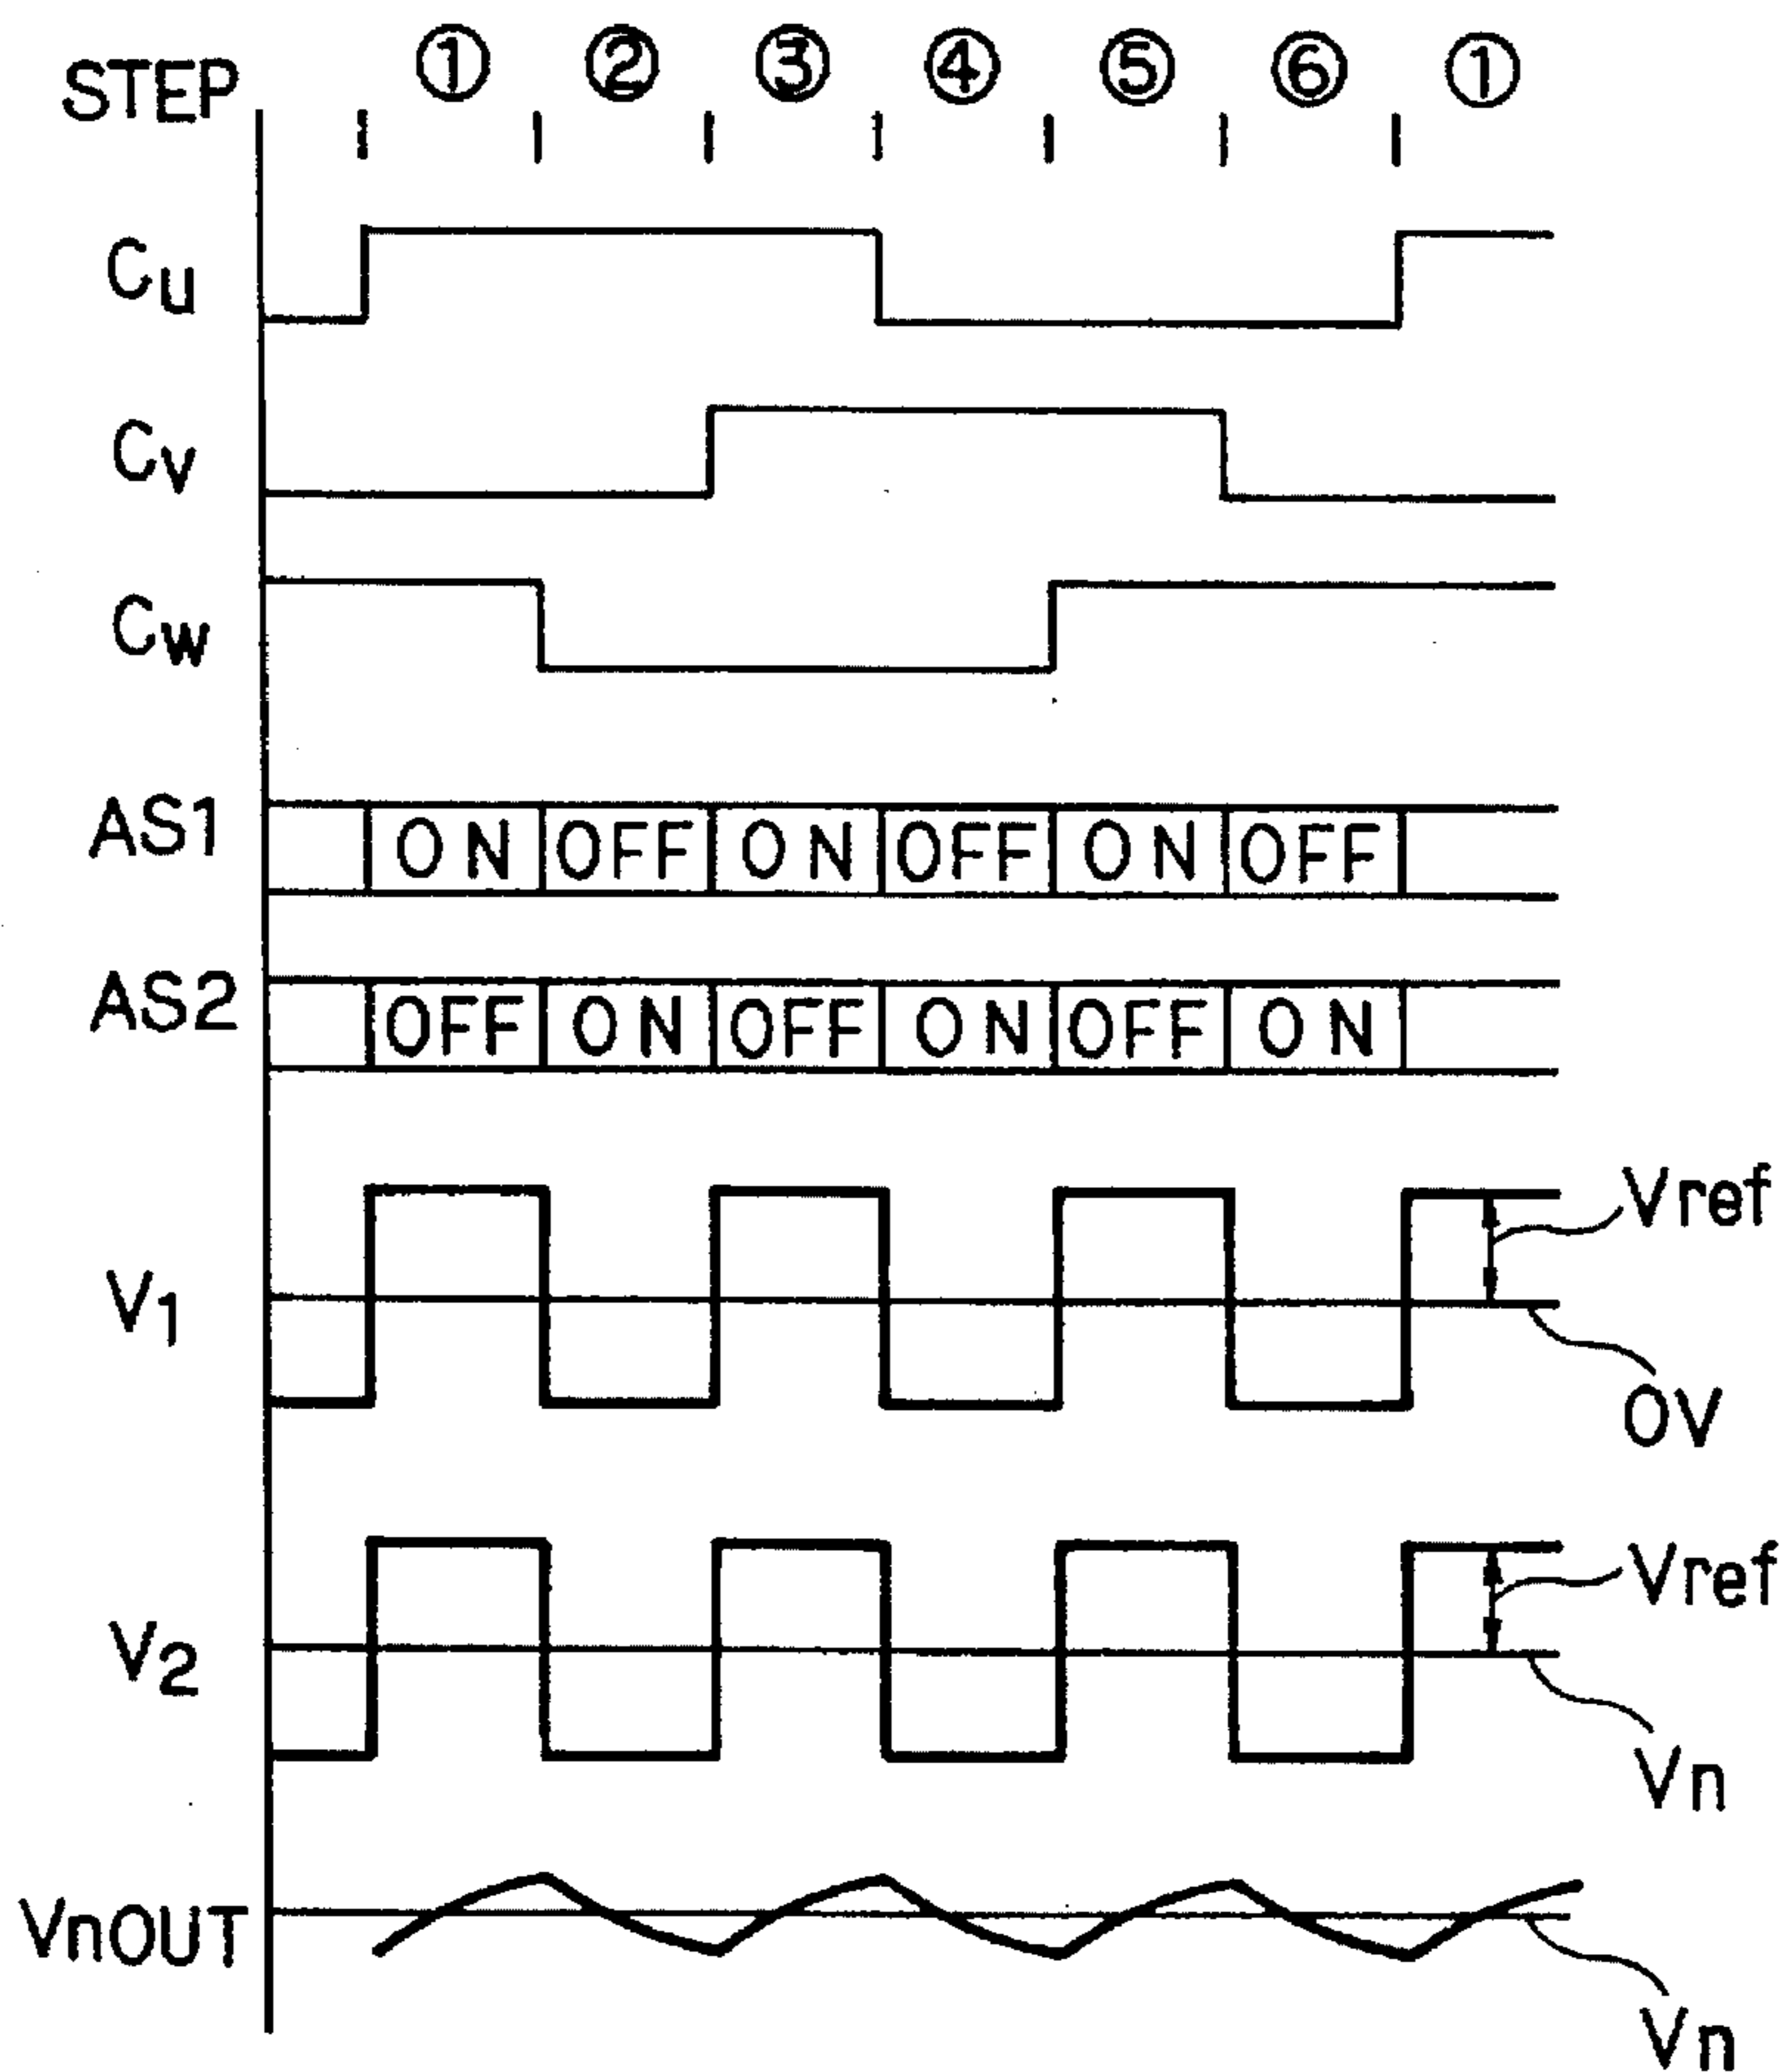 STEP ① ② ③ ④ ⑤ ⑥ ①
Cu
Cv
Cw
AS1 ON OFF ON OFF ON OFF
AS2 OFF ON OFF ON OFF ON
Vref
V1
0V
Vref
V2
Vn
VnOUT
Vn